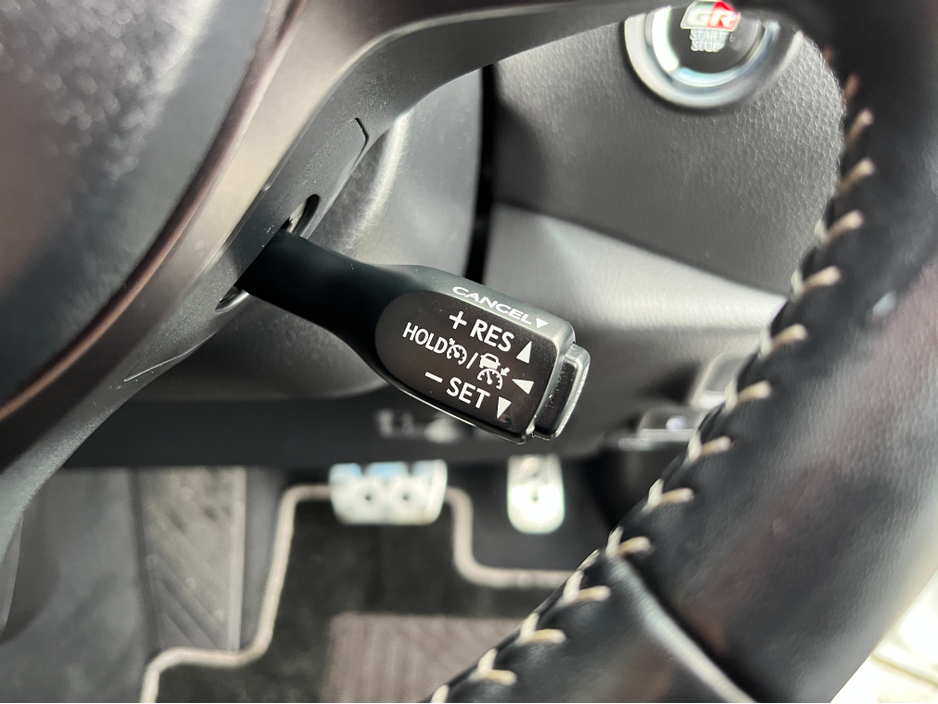 GR
START
STOP
CANCEL▼
+ RES ▲
HOLD / ◀
− SET ▼